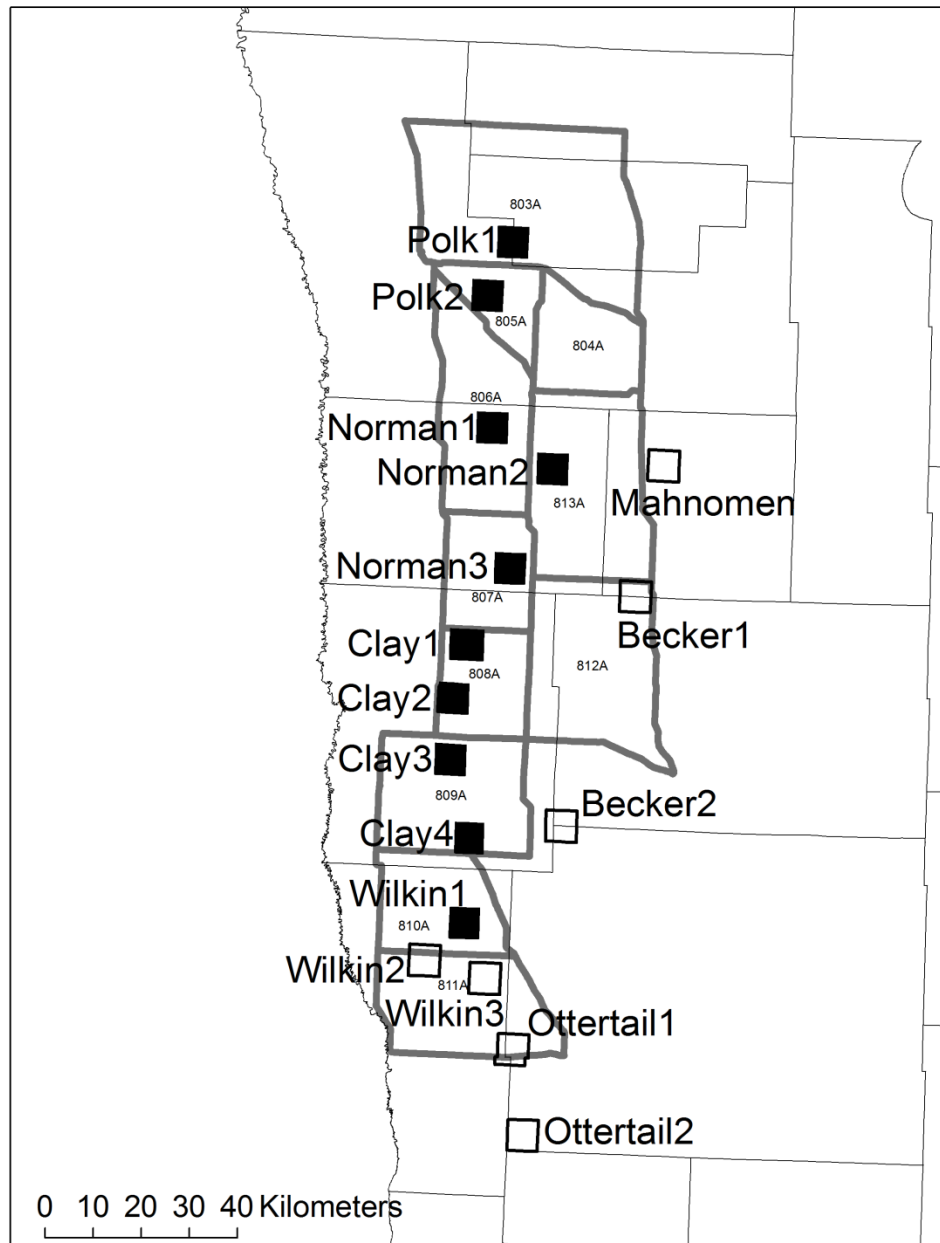 803A
Polk1
Polk2
805A
804A
806A
Norman1
Norman2
813A
Mahnomen
Norman3
807A
Becker1
Clay1
808A
812A
Clay2
Clay3
809A
Becker2
Clay4
Wilkin1
810A
Wilkin2
811A
Wilkin3
Ottertail1
Ottertail2
0 10 20 30 40 Kilometers